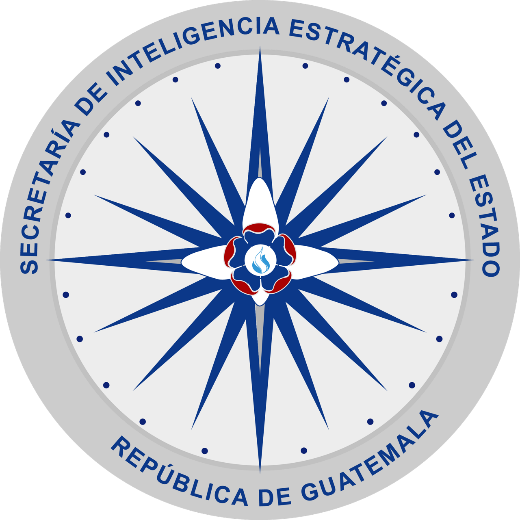 SECRETARÍA DE INTELIGENCIA ESTRATÉGICA DEL ESTADO
REPÚBLICA DE GUATEMALA